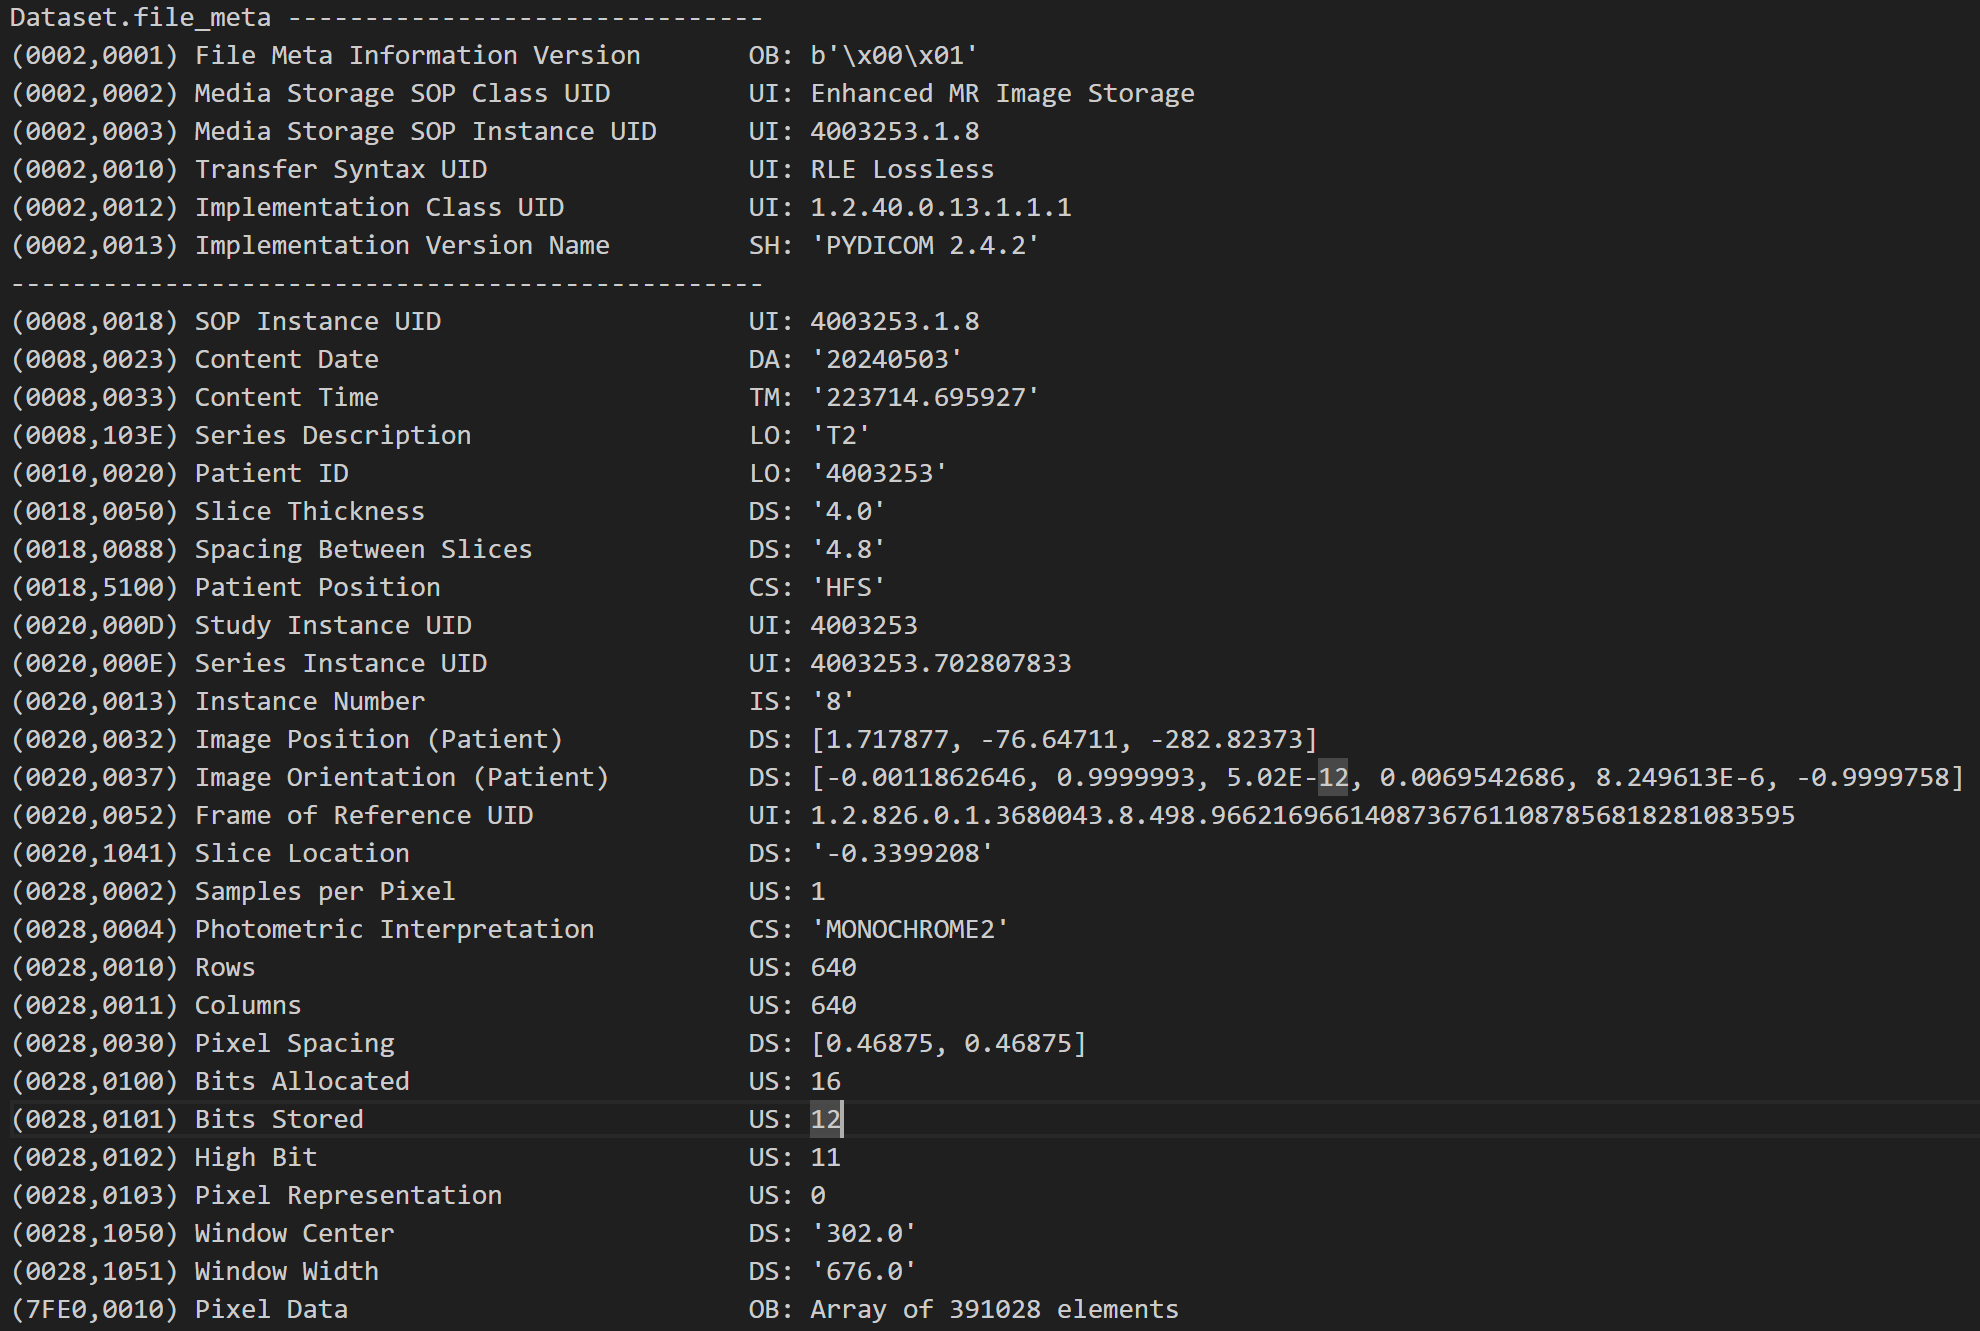 Dataset.file_meta -------------------------------
(0002,0001) File Meta Information Version       OB: b'\x00\x01'
(0002,0002) Media Storage SOP Class UID         UI: Enhanced MR Image Storage
(0002,0003) Media Storage SOP Instance UID      UI: 4003253.1.8
(0002,0010) Transfer Syntax UID                 UI: RLE Lossless
(0002,0012) Implementation Class UID            UI: 1.2.40.0.13.1.1.1
(0002,0013) Implementation Version Name         SH: 'PYDICOM 2.4.2'
-------------------------------------------------
(0008,0018) SOP Instance UID                    UI: 4003253.1.8
(0008,0023) Content Date                        DA: '20240503'
(0008,0033) Content Time                        TM: '223714.695927'
(0008,103E) Series Description                  LO: 'T2'
(0010,0020) Patient ID                          LO: '4003253'
(0018,0050) Slice Thickness                     DS: '4.0'
(0018,0088) Spacing Between Slices              DS: '4.8'
(0018,5100) Patient Position                    CS: 'HFS'
(0020,000D) Study Instance UID                  UI: 4003253
(0020,000E) Series Instance UID                 UI: 4003253.702807833
(0020,0013) Instance Number                     IS: '8'
(0020,0032) Image Position (Patient)            DS: [1.717877, -76.64711, -282.82373]
(0020,0037) Image Orientation (Patient)         DS: [-0.0011862646, 0.9999993, 5.02E-12, 0.0069542686, 8.249613E-6, -0.9999758]
(0020,0052) Frame of Reference UID              UI: 1.2.826.0.1.3680043.8.498.96621696614087367611087856818281083595
(0020,1041) Slice Location                      DS: '-0.3399208'
(0028,0002) Samples per Pixel                   US: 1
(0028,0004) Photometric Interpretation          CS: 'MONOCHROME2'
(0028,0010) Rows                                US: 640
(0028,0011) Columns                             US: 640
(0028,0030) Pixel Spacing                       DS: [0.46875, 0.46875]
(0028,0100) Bits Allocated                      US: 16
(0028,0101) Bits Stored                         US: 12
(0028,0102) High Bit                            US: 11
(0028,0103) Pixel Representation                US: 0
(0028,1050) Window Center                       DS: '302.0'
(0028,1051) Window Width                        DS: '676.0'
(7FE0,0010) Pixel Data                          OB: Array of 391028 elements